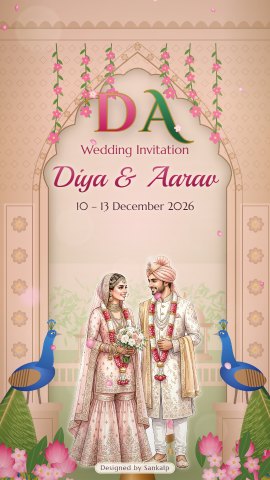 DA
Wedding Invitation
Diya & Aarav
10 – 13 December 2026
Designed by Sankalp